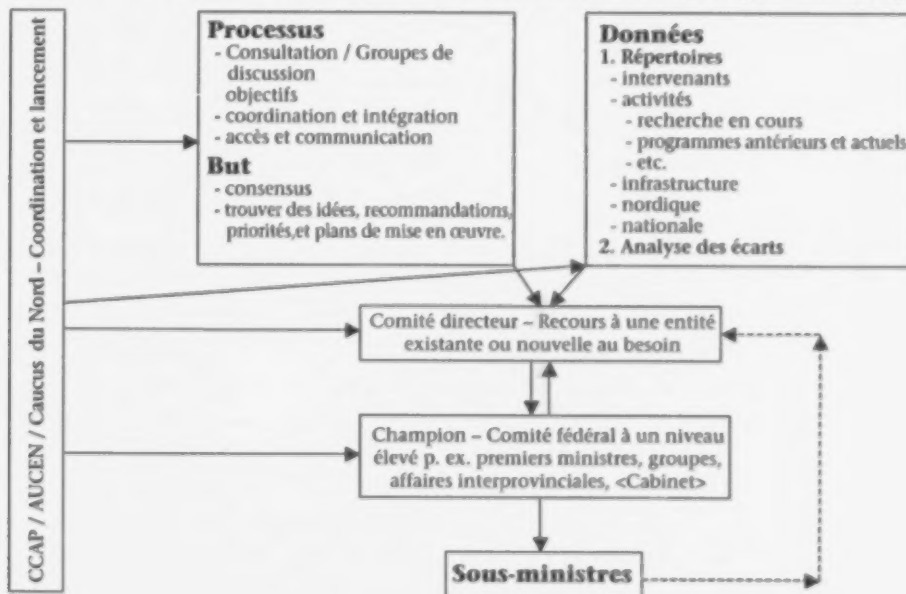 CCAP / AUCEN / Caucus du Nord – Coordination et lancement
Processus
- Consultation / Groupes de
discussion
objectifs
- coordination et intégration
- accès et communication
But
- consensus
- trouver des idées, recommandations,
priorités,et plans de mise en œuvre.
Données
1. Répertoires
- intervenants
- activités
- recherche en cours
- programmes antérieurs et actuels
- etc.
- infrastructure
- nordique
- nationale
2. Analyse des écarts
Comité directeur – Recours à une entité
existante ou nouvelle au besoin
Champion – Comité fédéral à un niveau
élevé p. ex. premiers ministres, groupes,
affaires interprovinciales, <Cabinet>
Sous-ministres